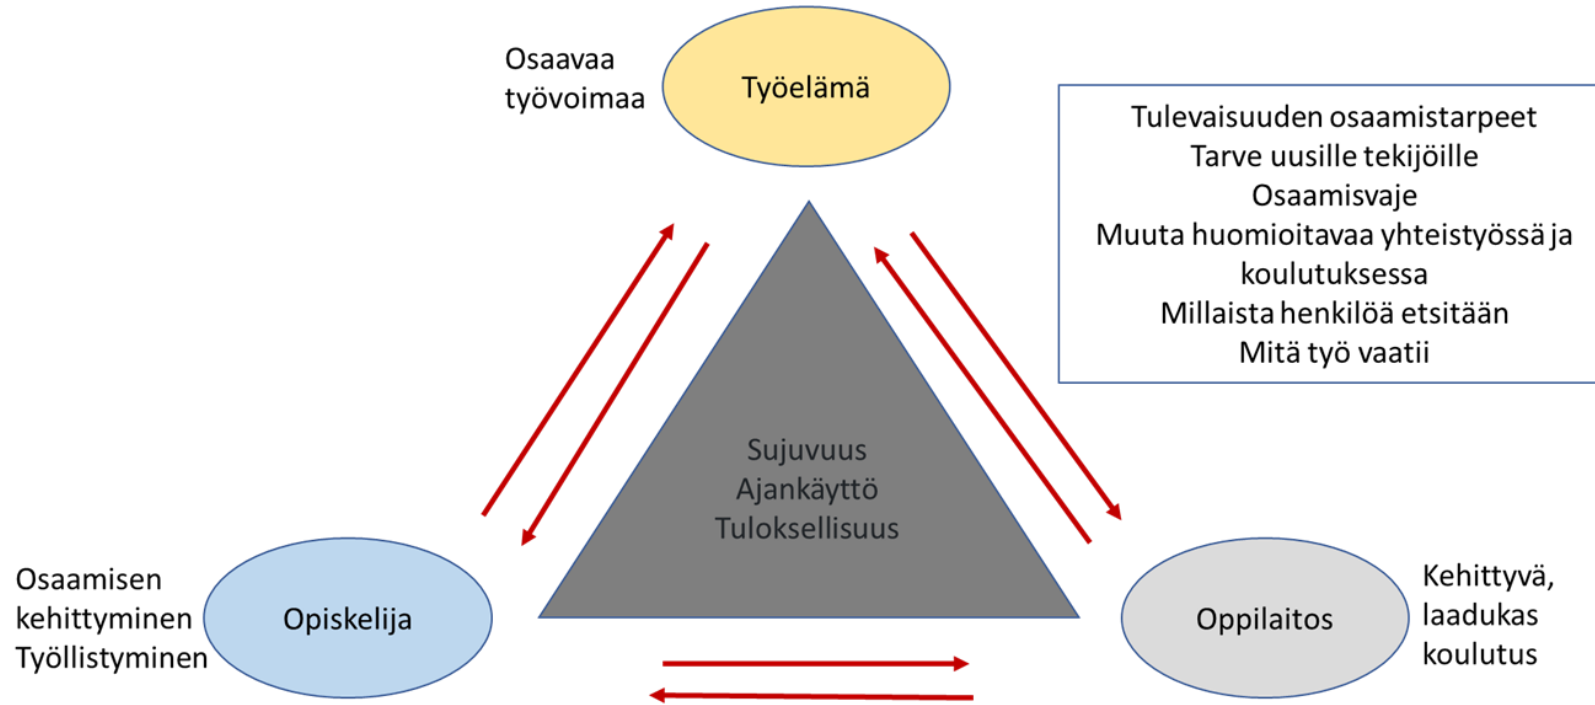 Osaavaa
työvoimaa
Työelämä
Tulevaisuuden osaamistarpeet
Tarve uusille tekijöille
Osaamisvaje
Muuta huomioitavaa yhteistyössä ja
koulutuksessa
Millaista henkilöä etsitään
Mitä työ vaatii
Sujuvuus
Ajankäyttö
Tuloksellisuus
Osaamisen
kehittyminen
Työllistyminen
Opiskelija
Oppilaitos
Kehittyvä,
laadukas
koulutus